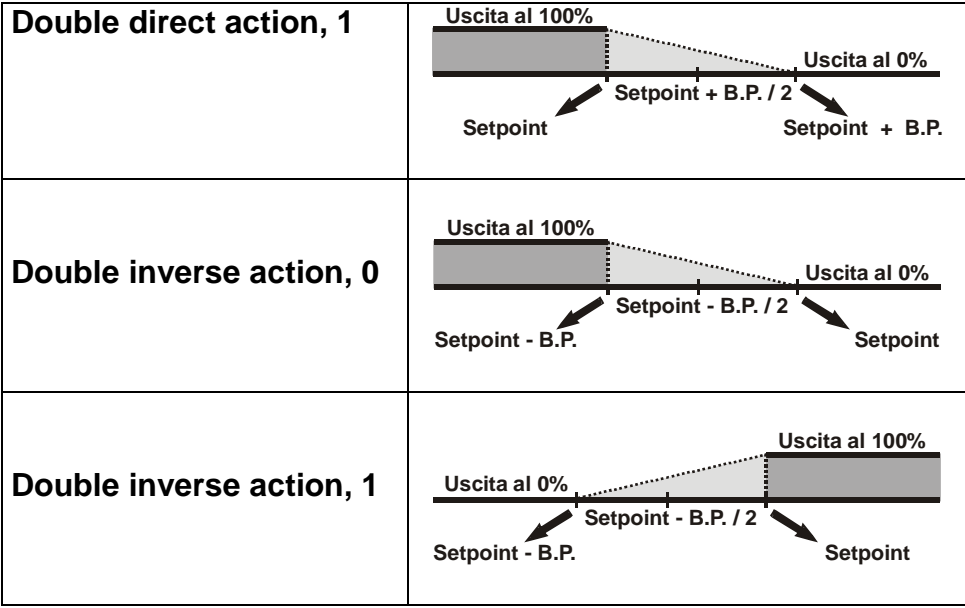 Double direct action, 1
Uscita al 100%
Uscita al 0%
Setpoint + B.P. / 2
Setpoint
Setpoint + B.P.
Double inverse action, 0
Uscita al 100%
Uscita al 0%
Setpoint - B.P. / 2
Setpoint - B.P.
Setpoint
Double inverse action, 1
Uscita al 100%
Uscita al 0%
Setpoint - B.P. / 2
Setpoint - B.P.
Setpoint